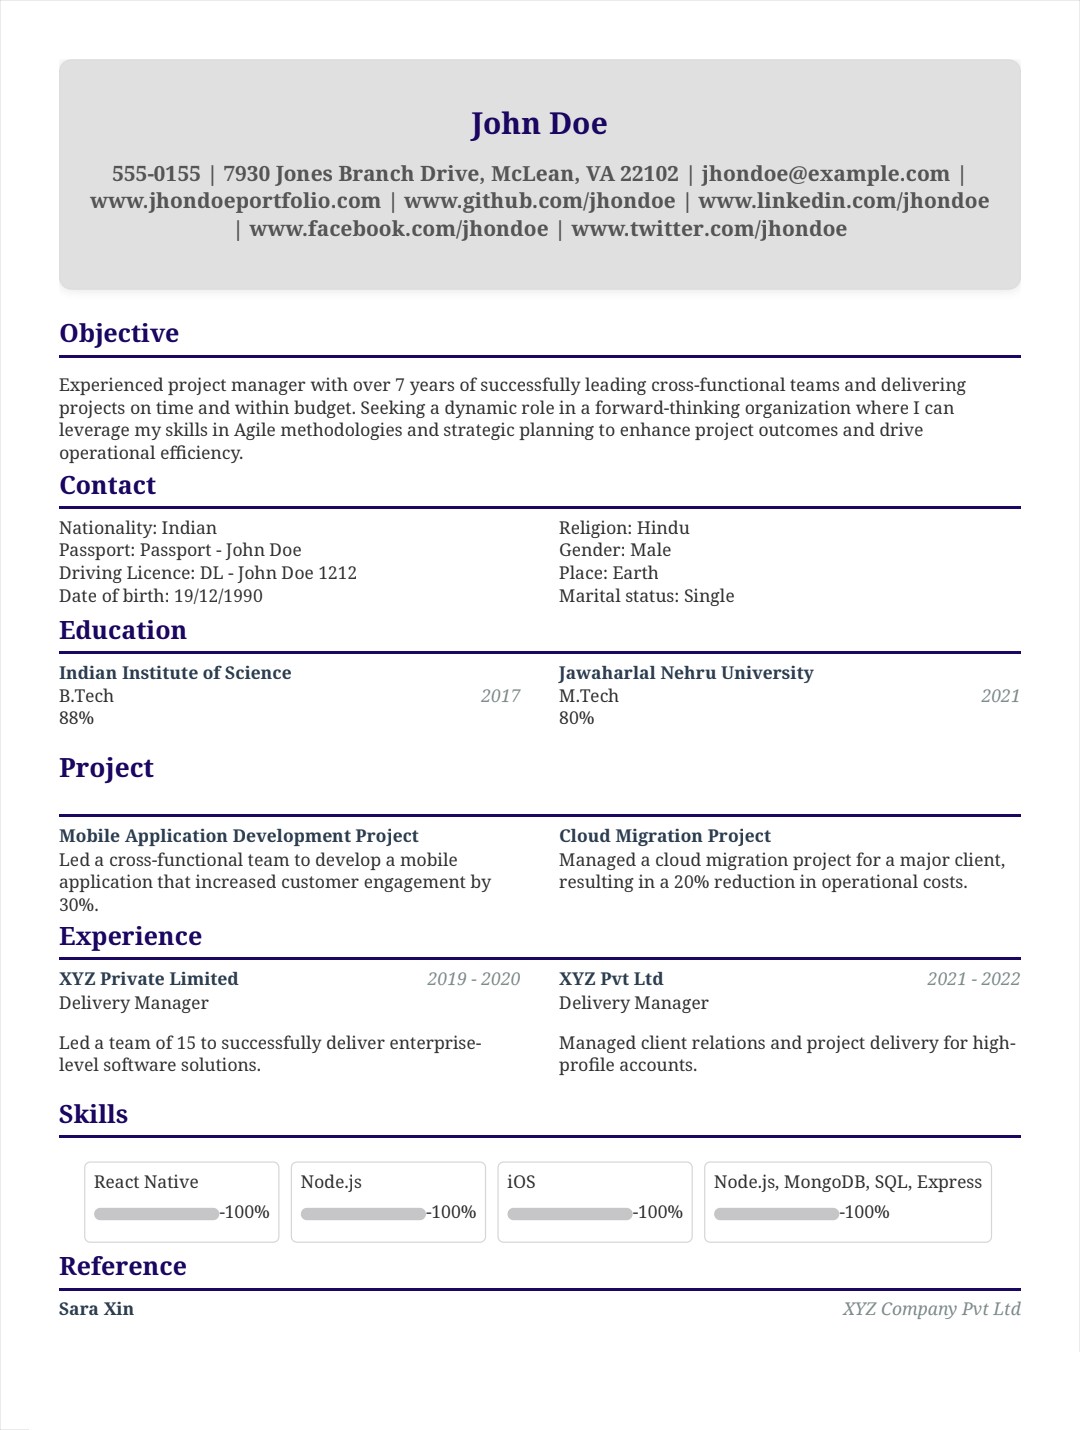 John Doe
555-0155 | 7930 Jones Branch Drive, McLean, VA 22102 | jhondoe@example.com |
www.jhondoeportfolio.com | www.github.com/jhondoe | www.linkedin.com/jhondoe
| www.facebook.com/jhondoe | www.twitter.com/jhondoe
Objective
Experienced project manager with over 7 years of successfully leading cross-functional teams and delivering
projects on time and within budget. Seeking a dynamic role in a forward-thinking organization where I can
leverage my skills in Agile methodologies and strategic planning to enhance project outcomes and drive
operational efficiency.
Contact
Nationality: Indian
Religion: Hindu
Passport: Passport - John Doe
Gender: Male
Driving Licence: DL - John Doe 1212
Place: Earth
Date of birth: 19/12/1990
Marital status: Single
Education
Indian Institute of Science
B.Tech 2017
88%
Jawaharlal Nehru University
M.Tech 2021
80%
Project
Mobile Application Development Project
Led a cross-functional team to develop a mobile
application that increased customer engagement by
30%.
Cloud Migration Project
Managed a cloud migration project for a major client,
resulting in a 20% reduction in operational costs.
Experience
XYZ Private Limited 2019 - 2020
Delivery Manager
Led a team of 15 to successfully deliver enterprise-
level software solutions.
XYZ Pvt Ltd 2021 - 2022
Delivery Manager
Managed client relations and project delivery for high-
profile accounts.
Skills
React Native
-100%
Node.js
-100%
iOS
-100%
Node.js, MongoDB, SQL, Express
-100%
Reference
Sara Xin XYZ Company Pvt Ltd